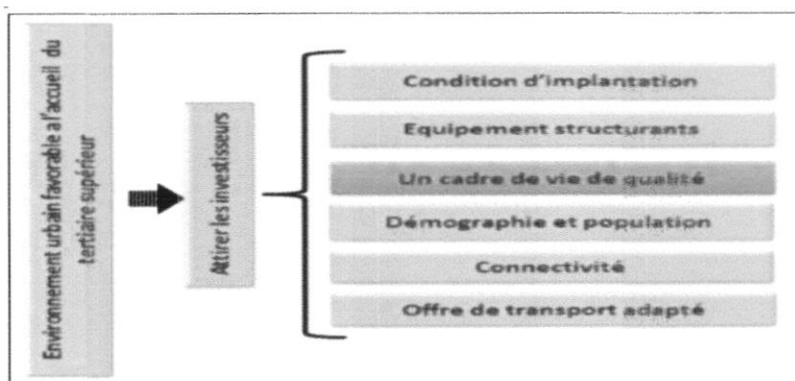 Environnement urbain favorable a l'accueil du
tertiaire supérieur
Attirer les investisseurs
Condition d'implantation
Equipement structurants
Un cadre de vie de qualité
Démographie et population
Connectivité
Offre de transport adapté